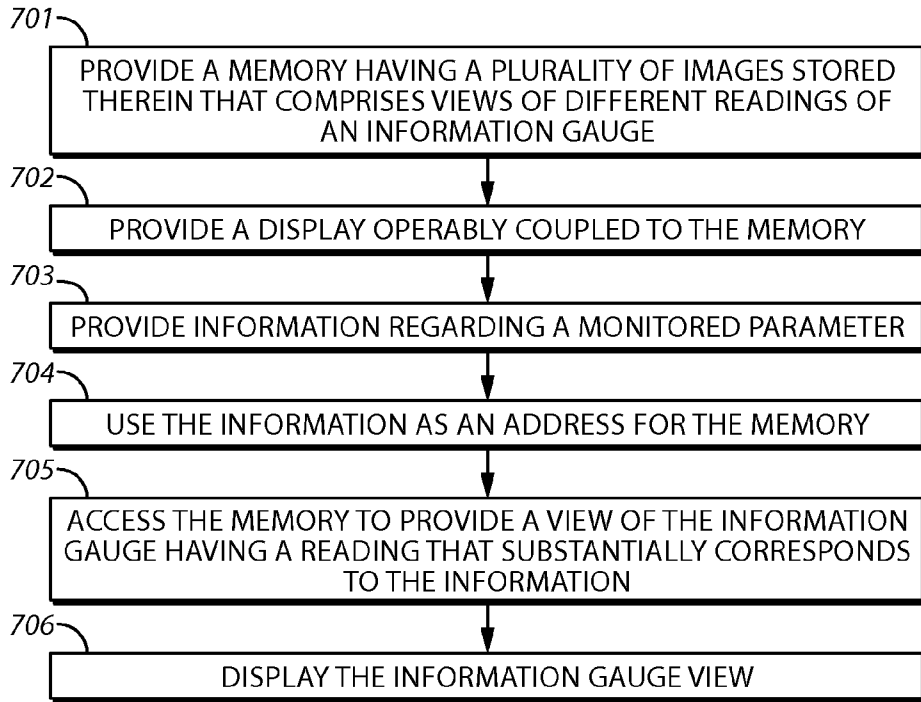 701
PROVIDE A MEMORY HAVING A PLURALITY OF IMAGES STORED
THEREIN THAT COMPRISES VIEWS OF DIFFERENT READINGS OF
AN INFORMATION GAUGE
702
PROVIDE A DISPLAY OPERABLY COUPLED TO THE MEMORY
703
PROVIDE INFORMATION REGARDING A MONITORED PARAMETER
704
USE THE INFORMATION AS AN ADDRESS FOR THE MEMORY
705
ACCESS THE MEMORY TO PROVIDE A VIEW OF THE INFORMATION
GAUGE HAVING A READING THAT SUBSTANTIALLY CORRESPONDS
TO THE INFORMATION
706
DISPLAY THE INFORMATION GAUGE VIEW